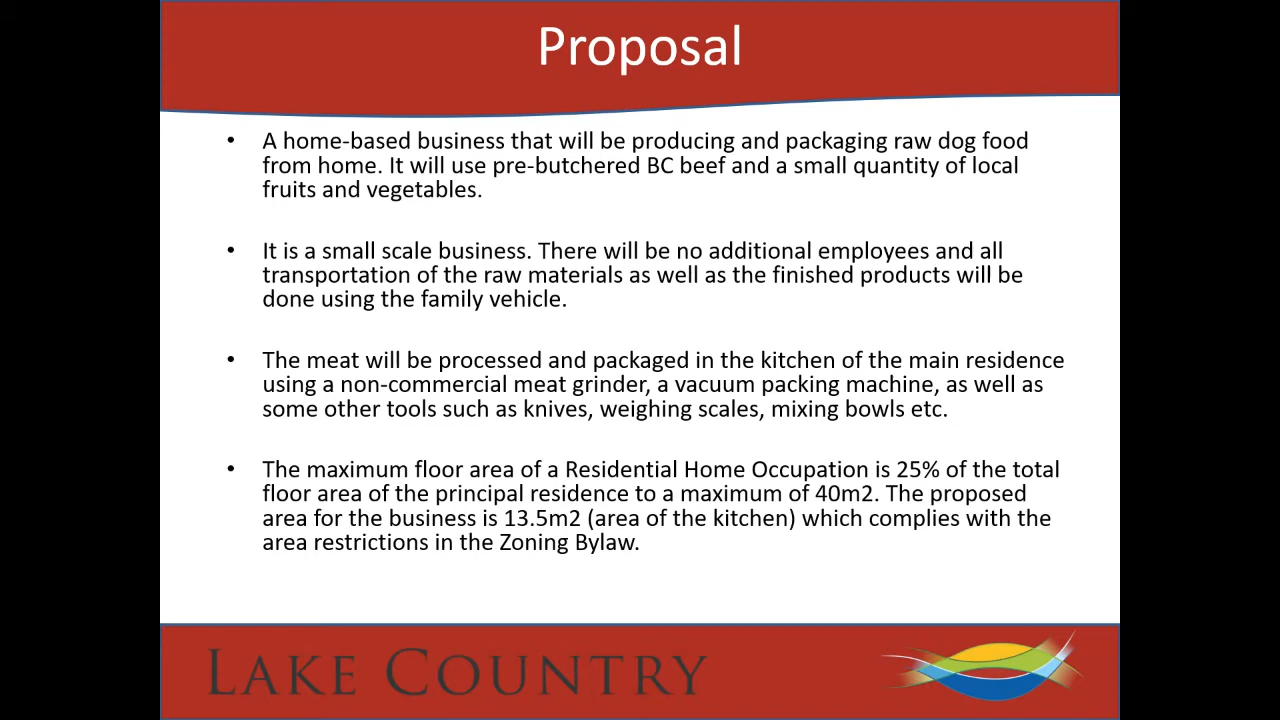 Proposal
• A home-based business that will be producing and packaging raw dog food
from home. It will use pre-butchered BC beef and a small quantity of local
fruits and vegetables.
• It is a small scale business. There will be no additional employees and all
transportation of the raw materials as well as the finished products will be
done using the family vehicle.
• The meat will be processed and packaged in the kitchen of the main residence
using a non-commercial meat grinder, a vacuum packing machine, as well as
some other tools such as knives, weighing scales, mixing bowls etc.
• The maximum floor area of a Residential Home Occupation is 25% of the total
floor area of the principal residence to a maximum of 40m2. The proposed
area for the business is 13.5m2 (area of the kitchen) which complies with the
area restrictions in the Zoning Bylaw.
LAKE COUNTRY